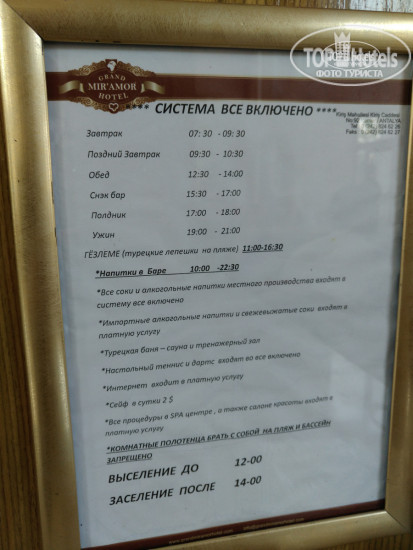 TOP Hotels
ФОТО ТУРИСТА
GRAND
MIR'AMOR
HOTEL
**** СИСТЕМА ВСЕ ВКЛЮЧЕНО ****
Завтрак 07:30 - 09:30
Поздний Завтрак 09:30 - 10:30
Обед 12:30 - 14:00
Снэк бар 15:30 - 17:00
Полдник 17:00 - 18:00
Ужин 19:00 - 21:00
ГЁЗЛЕМЕ (турецкие лепешки на пляже) 11:00-16:30
*Напитки в Баре 10:00 -22:30
*Все соки и алкогольные напитки местного производства входят в
систему все включено
*Импортные алкогольные напитки и свежевыжатые соки входят в
платную услугу
*Турецкая баня – сауна и тренажерный хал
*Настольный теннис и дартс входят во все включено
*Интернет входит в платную услугу
*Сейф в сутки 2 $
*Все процедуры в SPA центре , а также салоне красоты входят в
платную услугу
*КОМНАТНЫЕ ПОЛОТЕНЦА БРАТЬ С СОБОЙ НА ПЛЯЖ И БАССЕЙН
ЗАПРЕЩЕНО
ВЫСЕЛЕНИЕ ДО 12-00
ЗАСЕЛЕНИЕ ПОСЛЕ 14-00